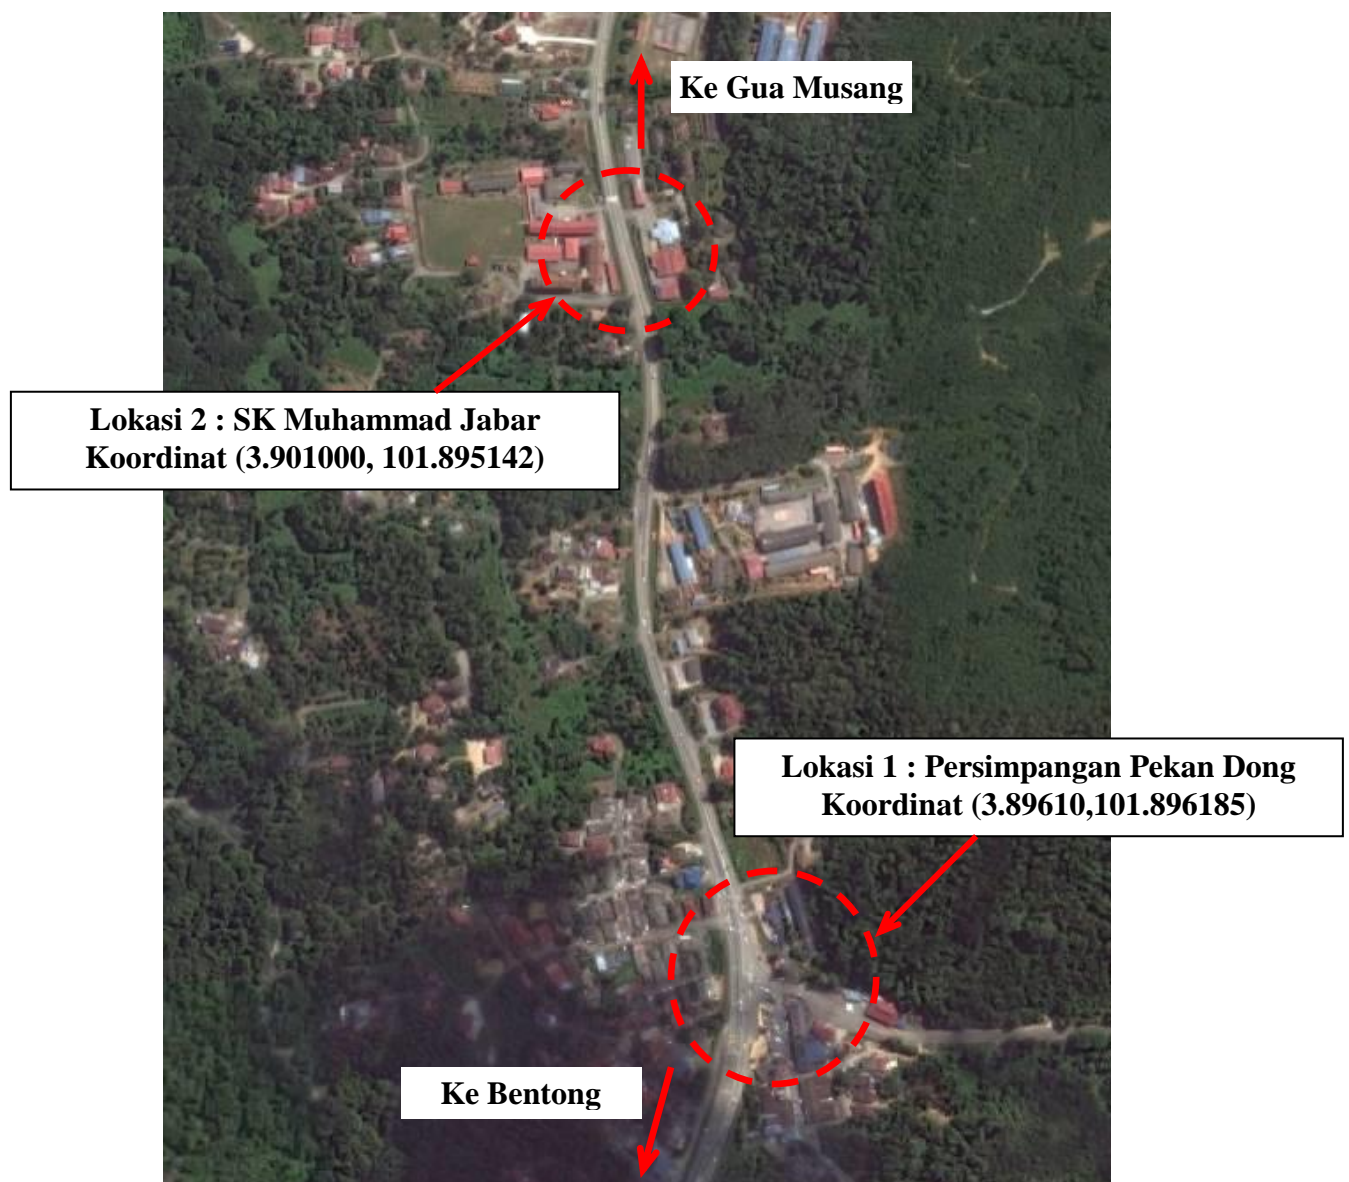 Ke Gua Musang
Lokasi 2 : SK Muhammad Jabar
Koordinat (3.901000, 101.895142)
Lokasi 1 : Persimpangan Pekan Dong
Koordinat (3.89610,101.896185)
Ke Bentong